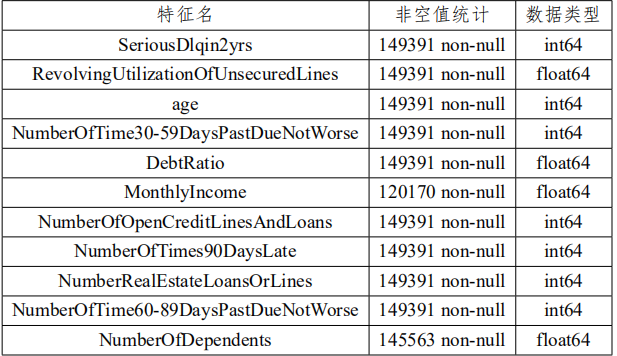 特征名 非空值统计 数据类型
SeriousDlqin2yrs 149391 non-null int64
RevolvingUtilizationOfUnsecuredLines 149391 non-null float64
age 149391 non-null int64
NumberOfTime30-59DaysPastDueNotWorse 149391 non-null int64
DebtRatio 149391 non-null float64
MonthlyIncome 120170 non-null float64
NumberOfOpenCreditLinesAndLoans 149391 non-null int64
NumberOfTimes90DaysLate 149391 non-null int64
NumberRealEstateLoansOrLines 149391 non-null int64
NumberOfTime60-89DaysPastDueNotWorse 149391 non-null int64
NumberOfDependents 145563 non-null float64